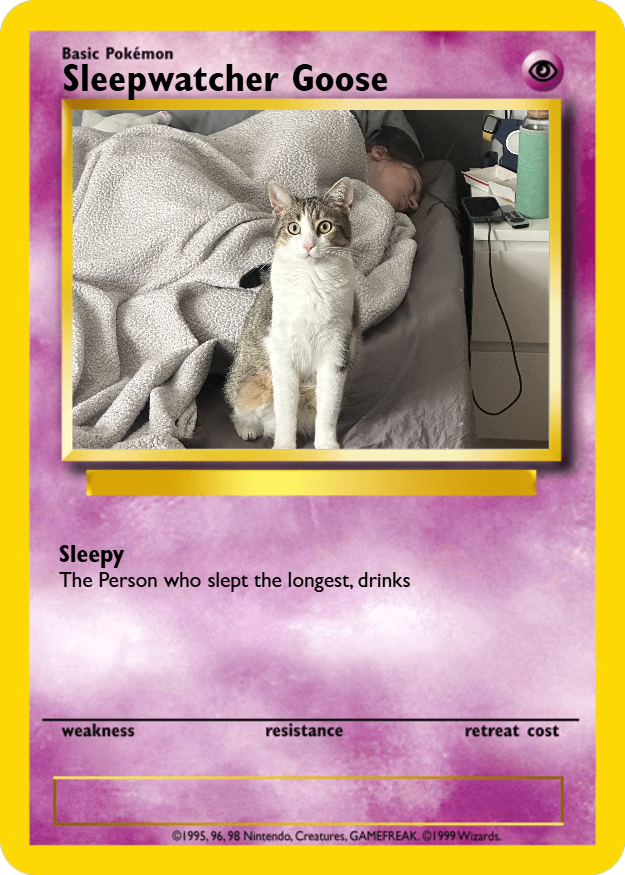 Basic Pokémon
Sleepwatcher Goose
Sleepy
The Person who slept the longest, drinks
weakness resistance retreat cost
©1995, 96, 98 Nintendo, Creatures, GAMEFREAK. ©1999 Wizards.